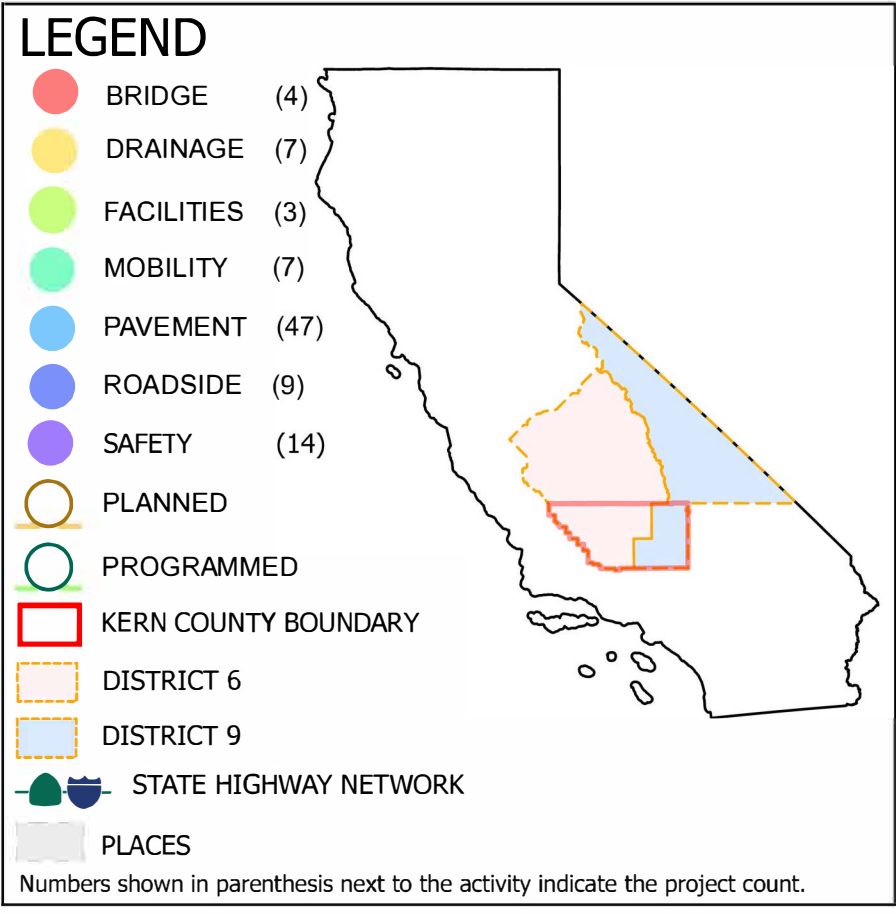 LEGEND
BRIDGE (4)
DRAINAGE (7)
FACILITIES (3)
MOBILITY (7)
PAVEMENT (47)
ROADSIDE (9)
SAFETY (14)
PLANNED
PROGRAMMED
KERN COUNTY BOUNDARY
DISTRICT 6
DISTRICT 9
STATE HIGHWAY NETWORK
PLACES
Numbers shown in parenthesis next to the activity indicate the project count.